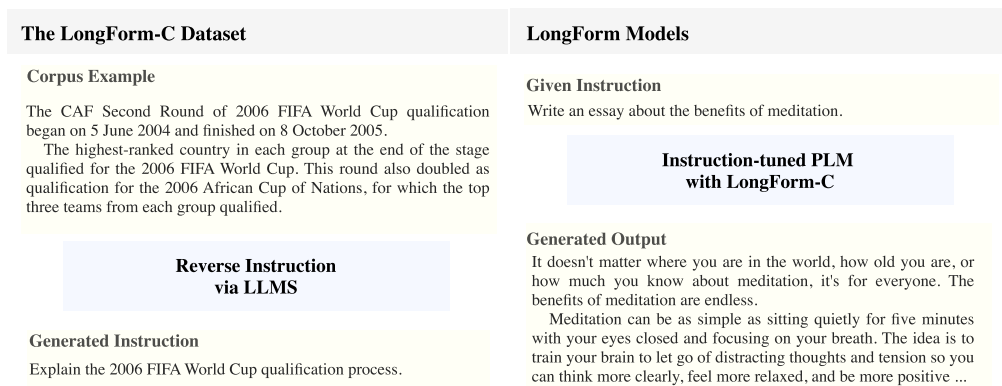 The LongForm-C Dataset
Corpus Example
The CAF Second Round of 2006 FIFA World Cup qualification
began on 5 June 2004 and finished on 8 October 2005.
The highest-ranked country in each group at the end of the stage
qualified for the 2006 FIFA World Cup. This round also doubled as
qualification for the 2006 African Cup of Nations, for which the top
three teams from each group qualified.
Reverse Instruction
via LLMS
Generated Instruction
Explain the 2006 FIFA World Cup qualification process.
LongForm Models
Given Instruction
Write an essay about the benefits of meditation.
Instruction-tuned PLM
with LongForm-C
Generated Output
It doesn't matter where you are in the world, how old you are, or
how much you know about meditation, it's for everyone. The
benefits of meditation are endless.
Meditation can be as simple as sitting quietly for five minutes
with your eyes closed and focusing on your breath. The idea is to
train your brain to let go of distracting thoughts and tension so you
can think more clearly, feel more relaxed, and be more positive ...